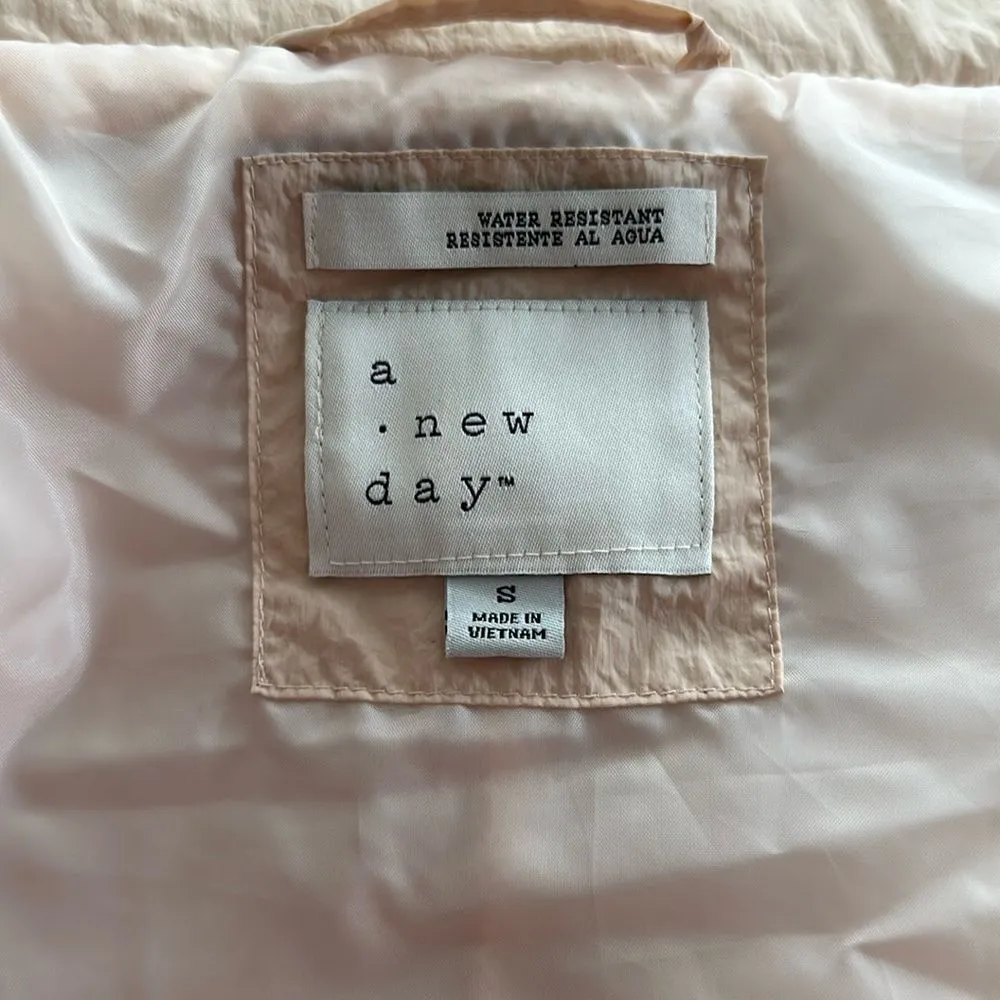 WATER RESISTANT
RESISTENTE AL AGUA
a
· new
day™
S
MADE IN
VIETNAM